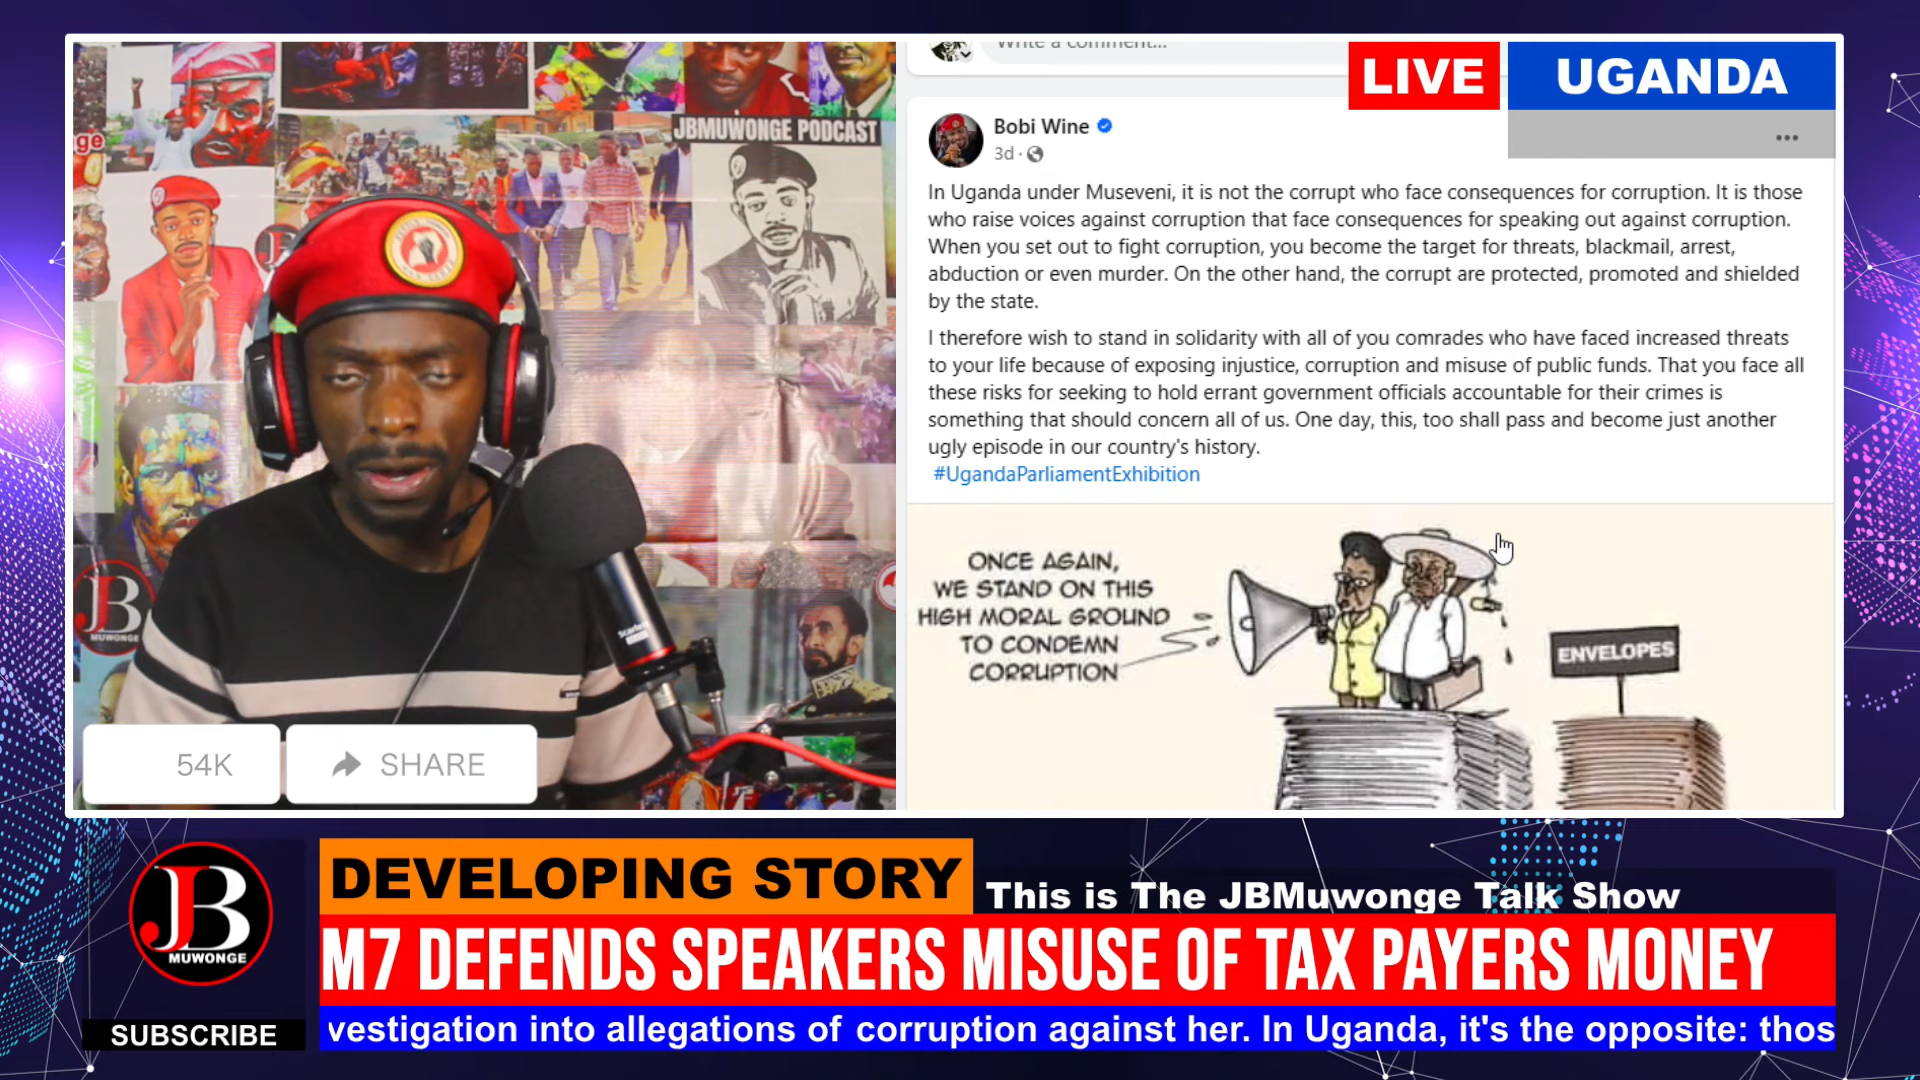 Write a comment...
LIVE
UGANDA
ge
JBMUWONGE PODCAST
Bobi Wine
3d ·
In Uganda under Museveni, it is not the corrupt who face consequences for corruption. It is those
who raise voices against corruption that face consequences for speaking out against corruption.
When you set out to fight corruption, you become the target for threats, blackmail, arrest,
abduction or even murder. On the other hand, the corrupt are protected, promoted and shielded
by the state.
I therefore wish to stand in solidarity with all of you comrades who have faced increased threats
to your life because of exposing injustice, corruption and misuse of public funds. That you face all
these risks for seeking to hold errant government officials accountable for their crimes is
something that should concern all of us. One day, this, too shall pass and become just another
ugly episode in our country's history.
#UgandaParliamentExhibition
ONCE AGAIN,
WE STAND ON THIS
HIGH MORAL GROUND
TO CONDEMN
CORRUPTION
ENVELOPES
JB
MUWONGE
54K
SHARE
JB
MUWONGE
SUBSCRIBE
DEVELOPING STORY
This is The JBMuwonge Talk Show
M7 DEFENDS SPEAKERS MISUSE OF TAX PAYERS MONEY
vestigation into allegations of corruption against her. In Uganda, it's the opposite: thos